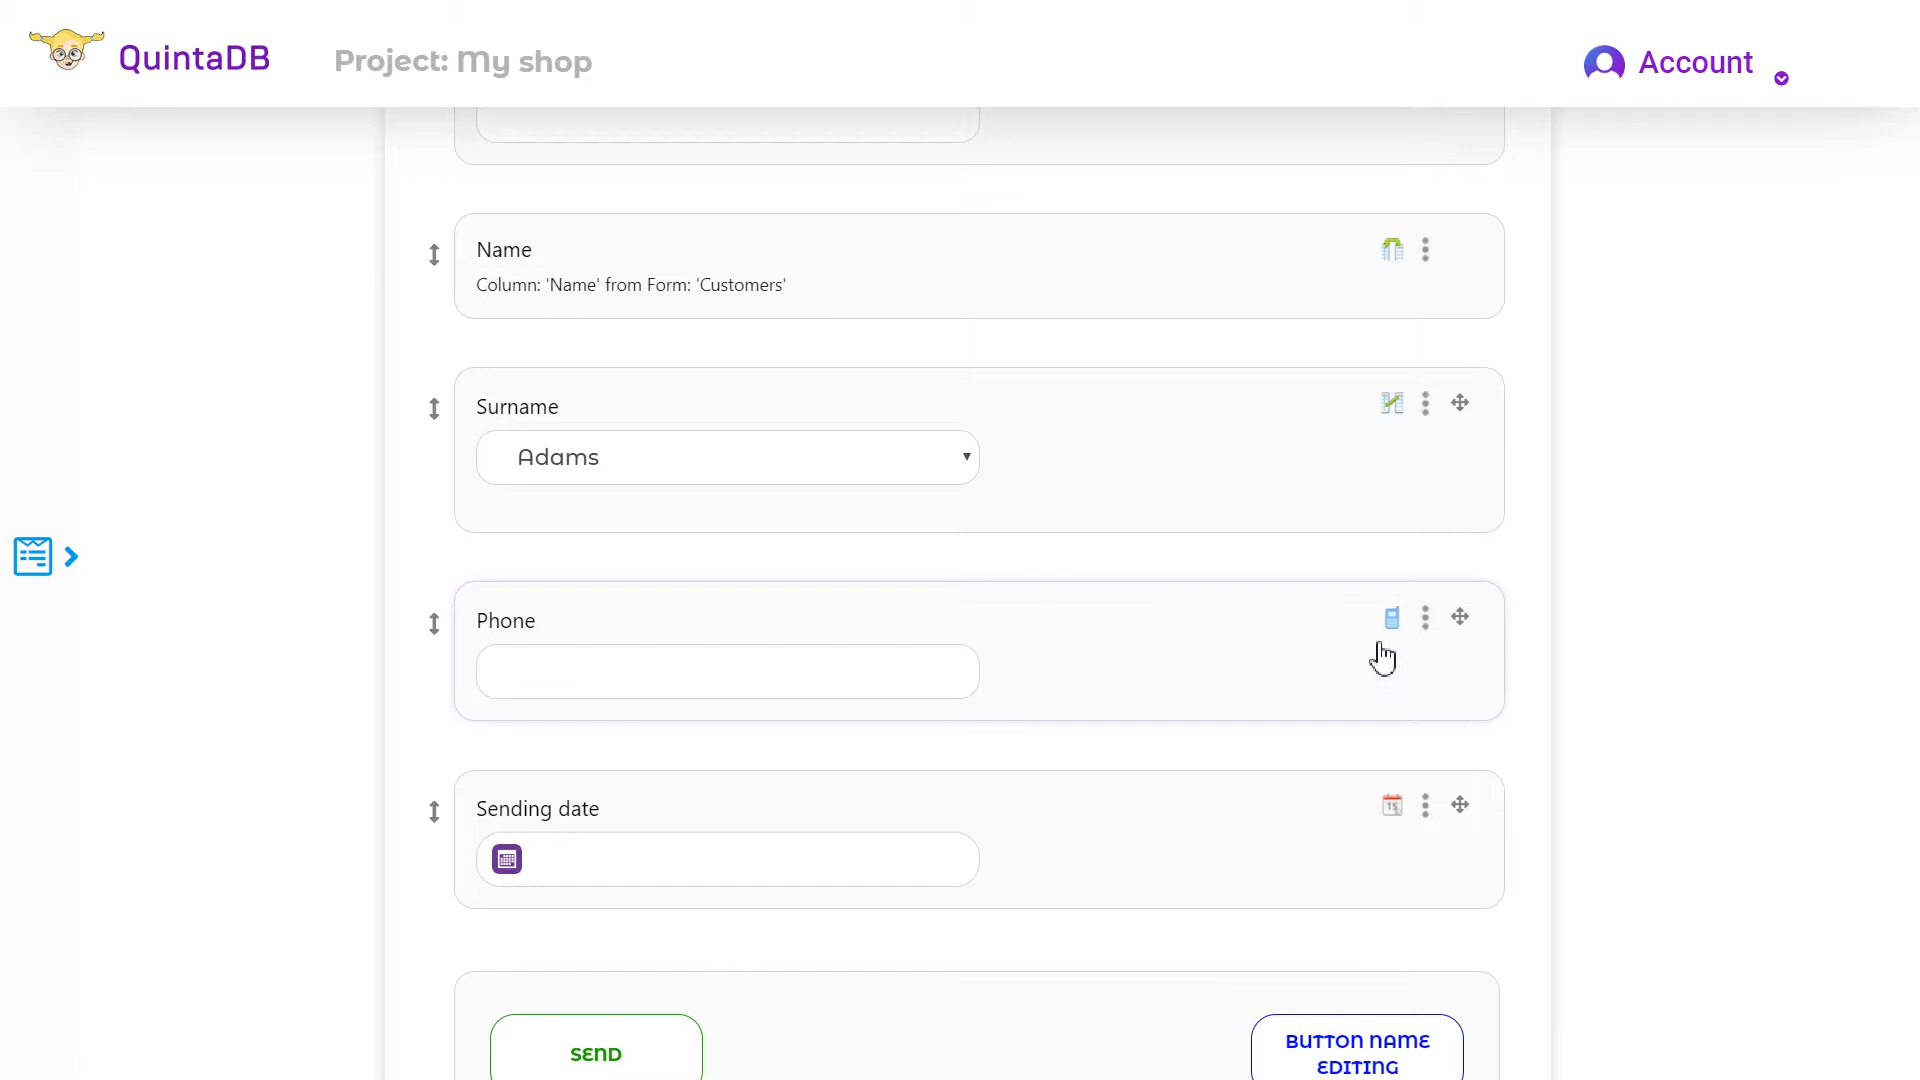 QuintaDB
Project: My shop
Account
Name
Column: 'Name' from Form: 'Customers'
Surname
Adams
Phone
Sending date
15
SEND
BUTTON NAME
EDITING